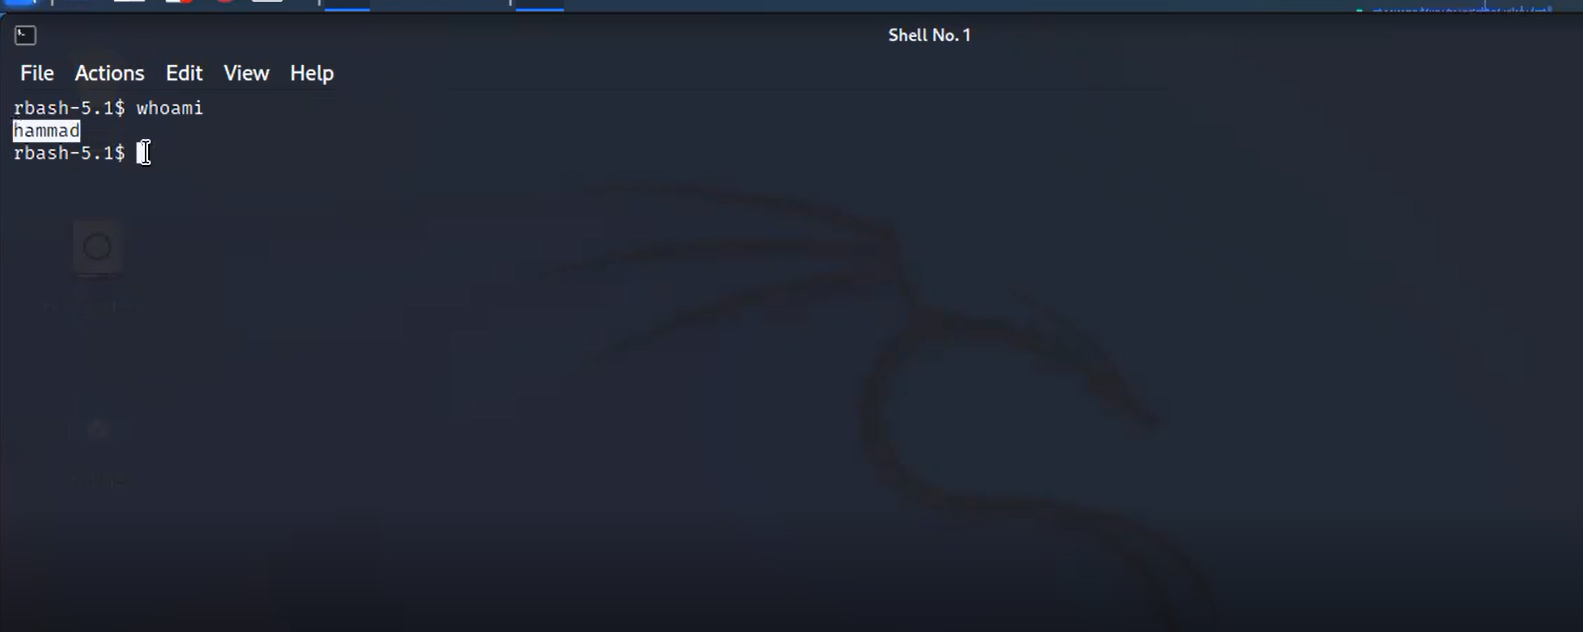 Shell No. 1
File Actions Edit View Help
rbash-5.1$ whoami
hammad
rbash-5.1$